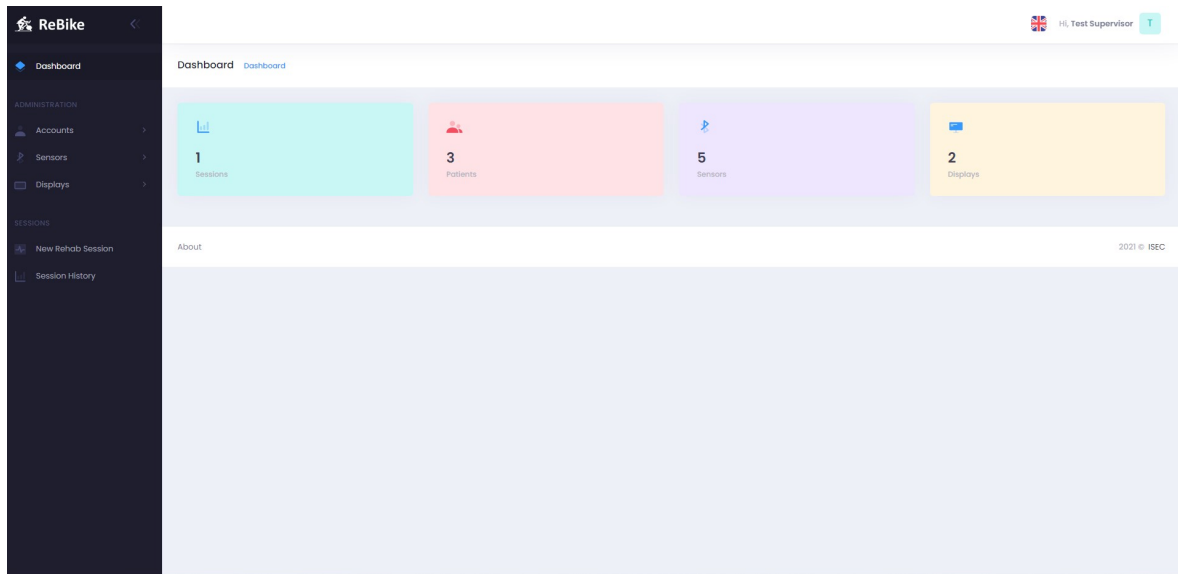 ReBike
Hi, Test Supervisor T
Dashboard
Dashboard Dashboard
ADMINISTRATION
Accounts
Sensors
Displays
SESSIONS
New Rehab Session
Session History
1
Sessions
3
Patients
5
Sensors
2
Displays
About
2021 © ISEC